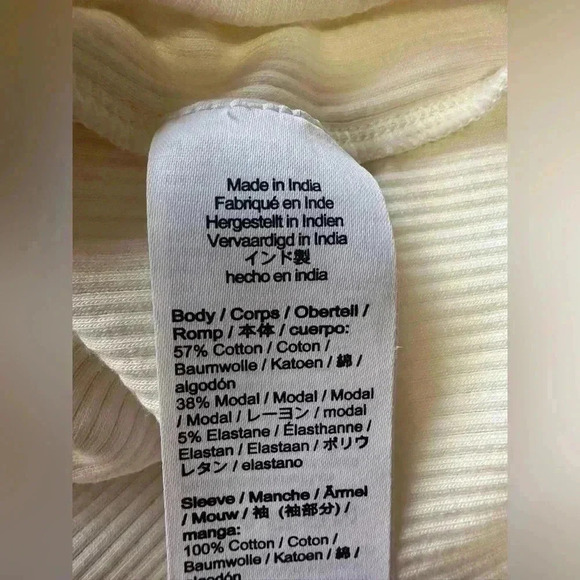 Made in India
Fabriqué en Inde
Hergestellt in Indien
Vervaardigd in India
インド製
hecho en india
Body / Corps / Obertell /
Romp / 本体 / cuerpo:
57% Cotton / Coton /
Baumwolle / Katoen / 綿 /
algodón
38% Modal / Modal / Modal
/ Modal / レーヨン / modal
5% Elastane / Élasthanne /
Elastan / Elastaan / ポリウ
レタン / elastano
Sleeve / Manche / Ärmel
/ Mouw / 袖 (袖部分) /
manga:
100% Cotton / Coton /
Baumwolle / Katoen / 綿 /
algodón